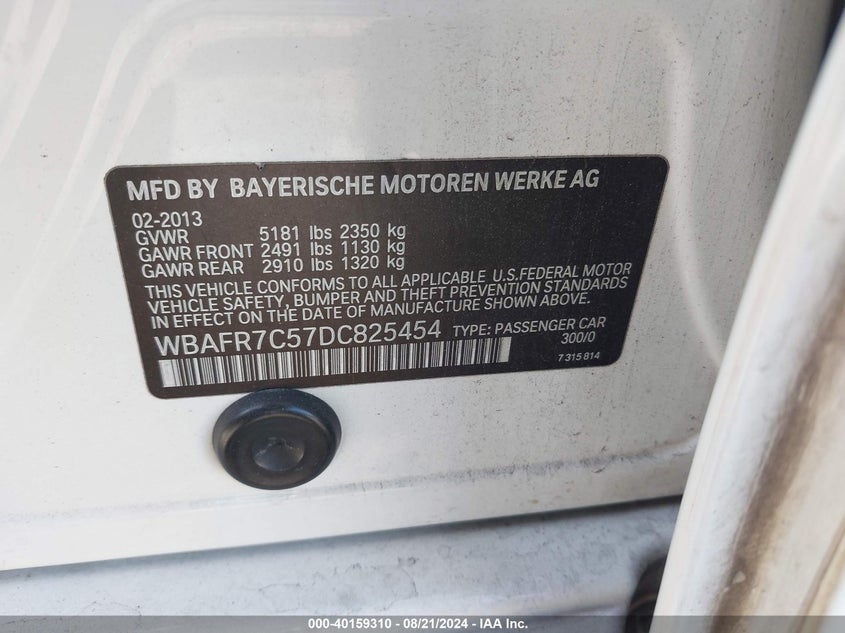 MFD BY BAYERISCHE MOTOREN WERKE AG
02-2013
GVWR 5181 lbs 2350 kg
GAWR FRONT 2491 lbs 1130 kg
GAWR REAR 2910 lbs 1320 kg
THIS VEHICLE CONFORMS TO ALL APPLICABLE U.S.FEDERAL MOTOR
VEHICLE SAFETY, BUMPER AND THEFT PREVENTION STANDARDS
IN EFFECT ON THE DATE OF MANUFACTURE SHOWN ABOVE.
WBAFR7C57DC825454 TYPE: PASSENGER CAR
300/0
7 315 814
000-40159310 - 08/21/2024 - IAA Inc.